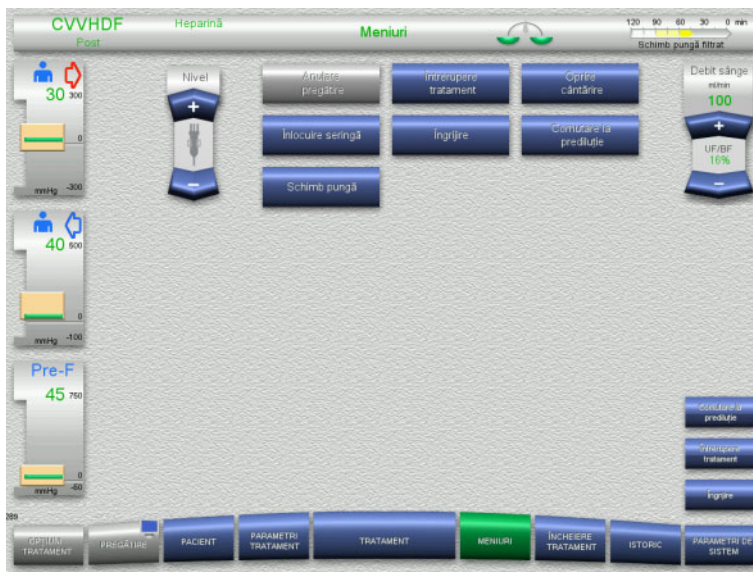 CVVHDF
Post
Heparină
Meniuri
120 90 60 30 0 min
Schimb pungă filtrat
30 300
0
mmHg -300
40 500
0
mmHg -100
Pre-F
45 750
0
mmHg -50
Nivel
+
−
Anulare
pregătire
Întrerupere
tratament
Oprire
cântărire
Înlocuire seringă
Îngrijire
Comutare la
prediluție
Schimb pungă
Debit sânge
ml/min
100
+
UF/BF
16%
−
Comutare la
prediluție
Întrerupere
tratament
Îngrijire
289
OPȚIUNI
TRATAMENT
PREGĂTIRE
PACIENT
PARAMETRI
TRATAMENT
TRATAMENT
MENIURI
ÎNCHEIERE
TRATAMENT
ISTORIC
PARAMETRI DE
SISTEM